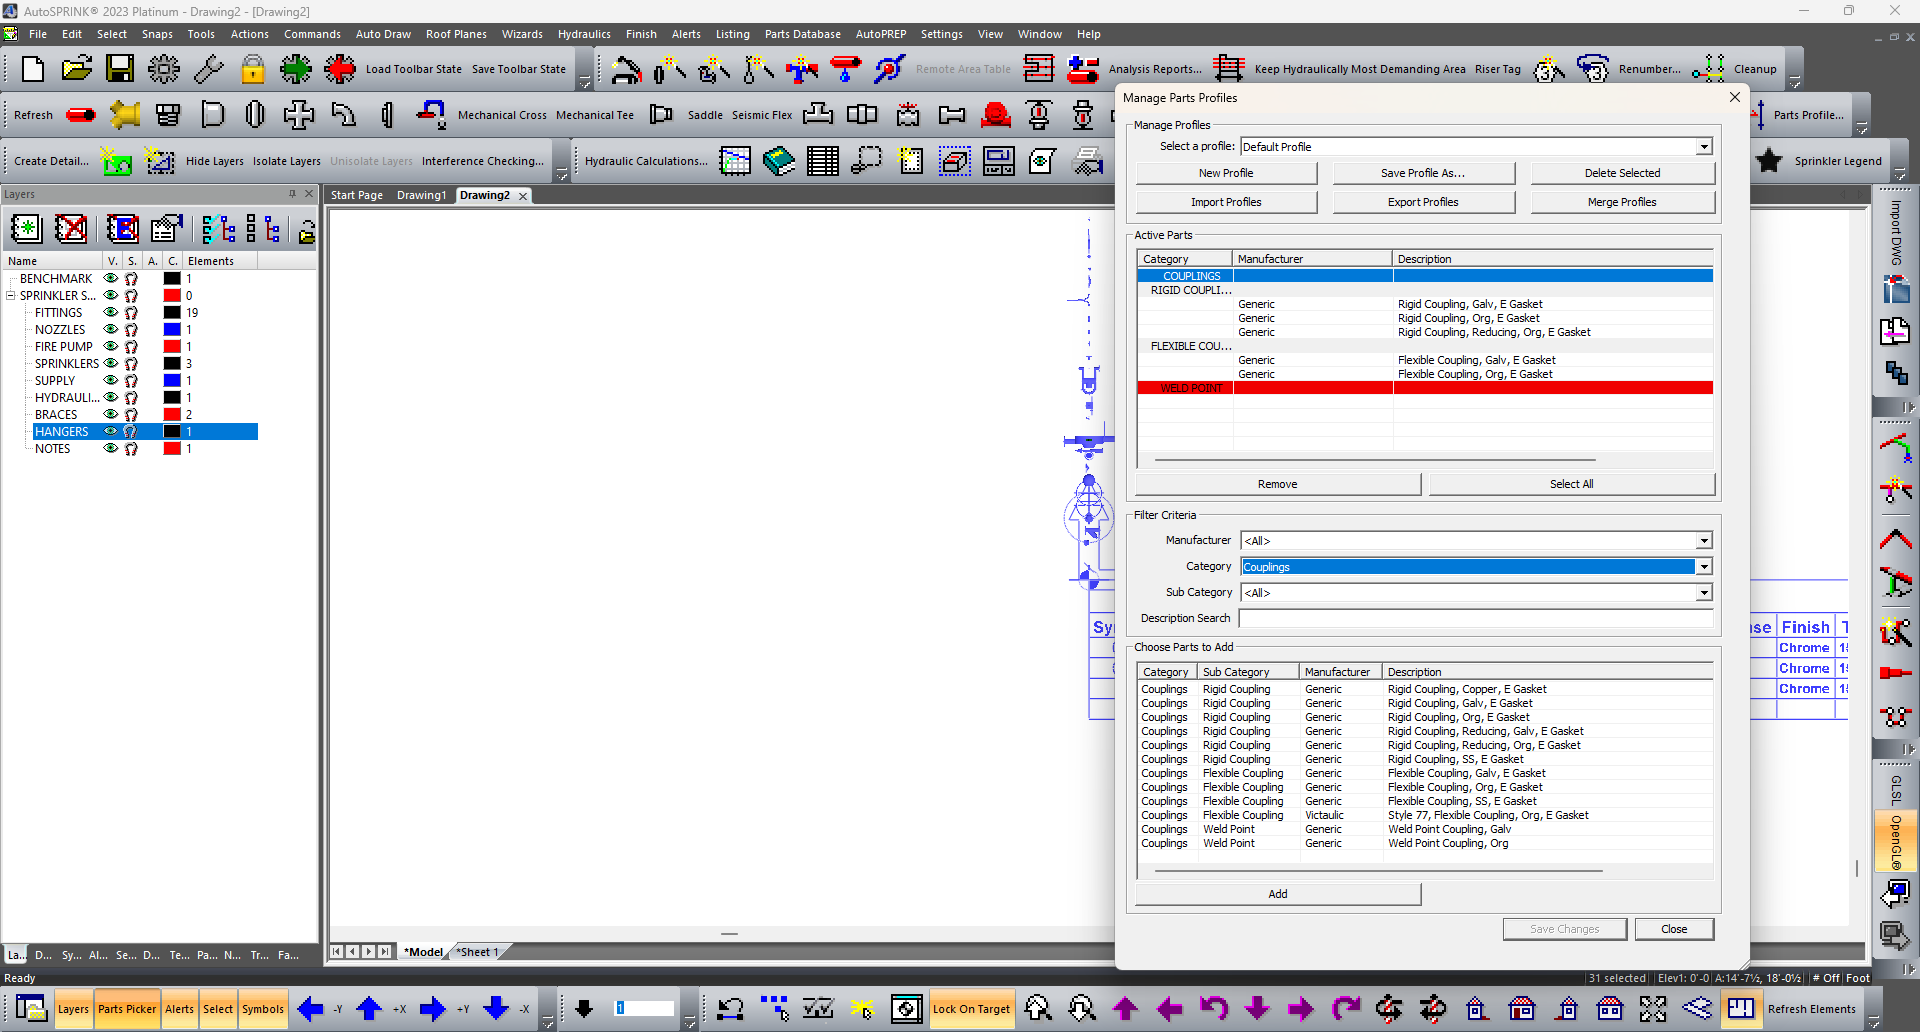 AutoSPRINK® 2023 Platinum - Drawing2 - [Drawing2]
File Edit Select Snaps Tools Actions Commands Auto Draw Roof Planes Wizards Hydraulics Finish Alerts Listing Parts Database AutoPREP Settings View Window Help
Load Toolbar State Save Toolbar State Remote Area Table Analysis Reports... Keep Hydraulically Most Demanding Area Riser Tag Renumber... Cleanup
Refresh Mechanical Cross Mechanical Tee Saddle Seismic Flex Parts Profile...
Create Detail... Hide Layers Isolate Layers Unisolate Layers Interference Checking... Hydraulic Calculations... Sprinkler Legend
Layers
Name V. S. A. C. Elements
BENCHMARK 1
SPRINKLER S... 0
FITTINGS 19
NOZZLES 1
FIRE PUMP 1
SPRINKLERS 3
SUPPLY 1
HYDRAULI... 1
BRACES 2
HANGERS 1
NOTES 1
La... D... Sy... Al... Se... D... Te... Pa... N... Tr... Fa...
Start Page Drawing1 Drawing2
Sy
se Finish T
Chrome
Chrome
Chrome
*Model *Sheet 1
Manage Parts Profiles
Manage Profiles
Select a profile: Default Profile
New Profile Save Profile As... Delete Selected
Import Profiles Export Profiles Merge Profiles
Active Parts
Category Manufacturer Description
COUPLINGS
RIGID COUPLI...
Generic Rigid Coupling, Galv, E Gasket
Generic Rigid Coupling, Org, E Gasket
Generic Rigid Coupling, Reducing, Org, E Gasket
FLEXIBLE COU...
Generic Flexible Coupling, Galv, E Gasket
Generic Flexible Coupling, Org, E Gasket
WELD POINT
Remove Select All
Filter Criteria
Manufacturer <All>
Category Couplings
Sub Category <All>
Description Search
Choose Parts to Add
Category Sub Category Manufacturer Description
Couplings Rigid Coupling Generic Rigid Coupling, Copper, E Gasket
Couplings Rigid Coupling Generic Rigid Coupling, Galv, E Gasket
Couplings Rigid Coupling Generic Rigid Coupling, Org, E Gasket
Couplings Rigid Coupling Generic Rigid Coupling, Reducing, Galv, E Gasket
Couplings Rigid Coupling Generic Rigid Coupling, Reducing, Org, E Gasket
Couplings Rigid Coupling Generic Rigid Coupling, SS, E Gasket
Couplings Flexible Coupling Generic Flexible Coupling, Galv, E Gasket
Couplings Flexible Coupling Generic Flexible Coupling, Org, E Gasket
Couplings Flexible Coupling Generic Flexible Coupling, SS, E Gasket
Couplings Flexible Coupling Victaulic Style 77, Flexible Coupling, Org, E Gasket
Couplings Weld Point Generic Weld Point Coupling, Galv
Couplings Weld Point Generic Weld Point Coupling, Org
Add
Save Changes Close
Import DWG
GLSL
OpenGL®
Ready 31 selected Elev1: 0'-0 A:14'-7½, 18'-0½ # Off Foot
Layers Parts Picker Alerts Select Symbols -Y +X +Y -X 1 Lock On Target Refresh Elements